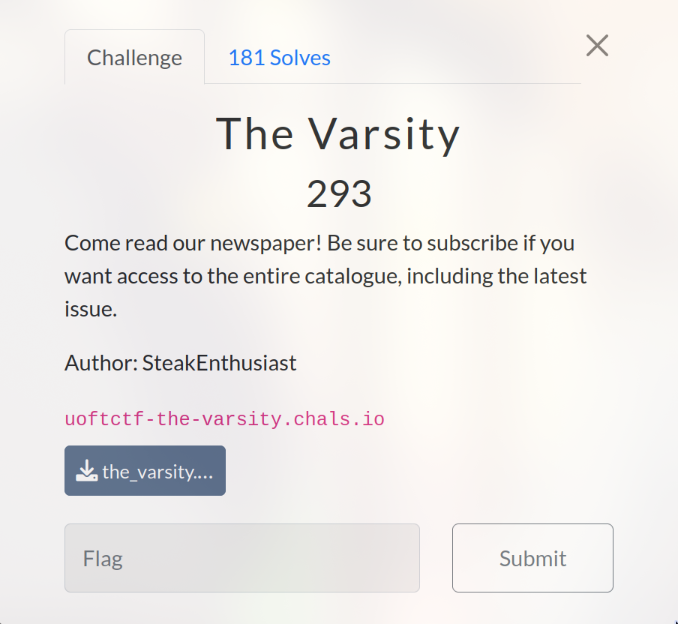 Challenge
181 Solves
The Varsity
293
Come read our newspaper! Be sure to subscribe if you
want access to the entire catalogue, including the latest
issue.
Author: SteakEnthusiast
uoftctf-the-varsity.chals.io
the_varsity....
Flag
Submit